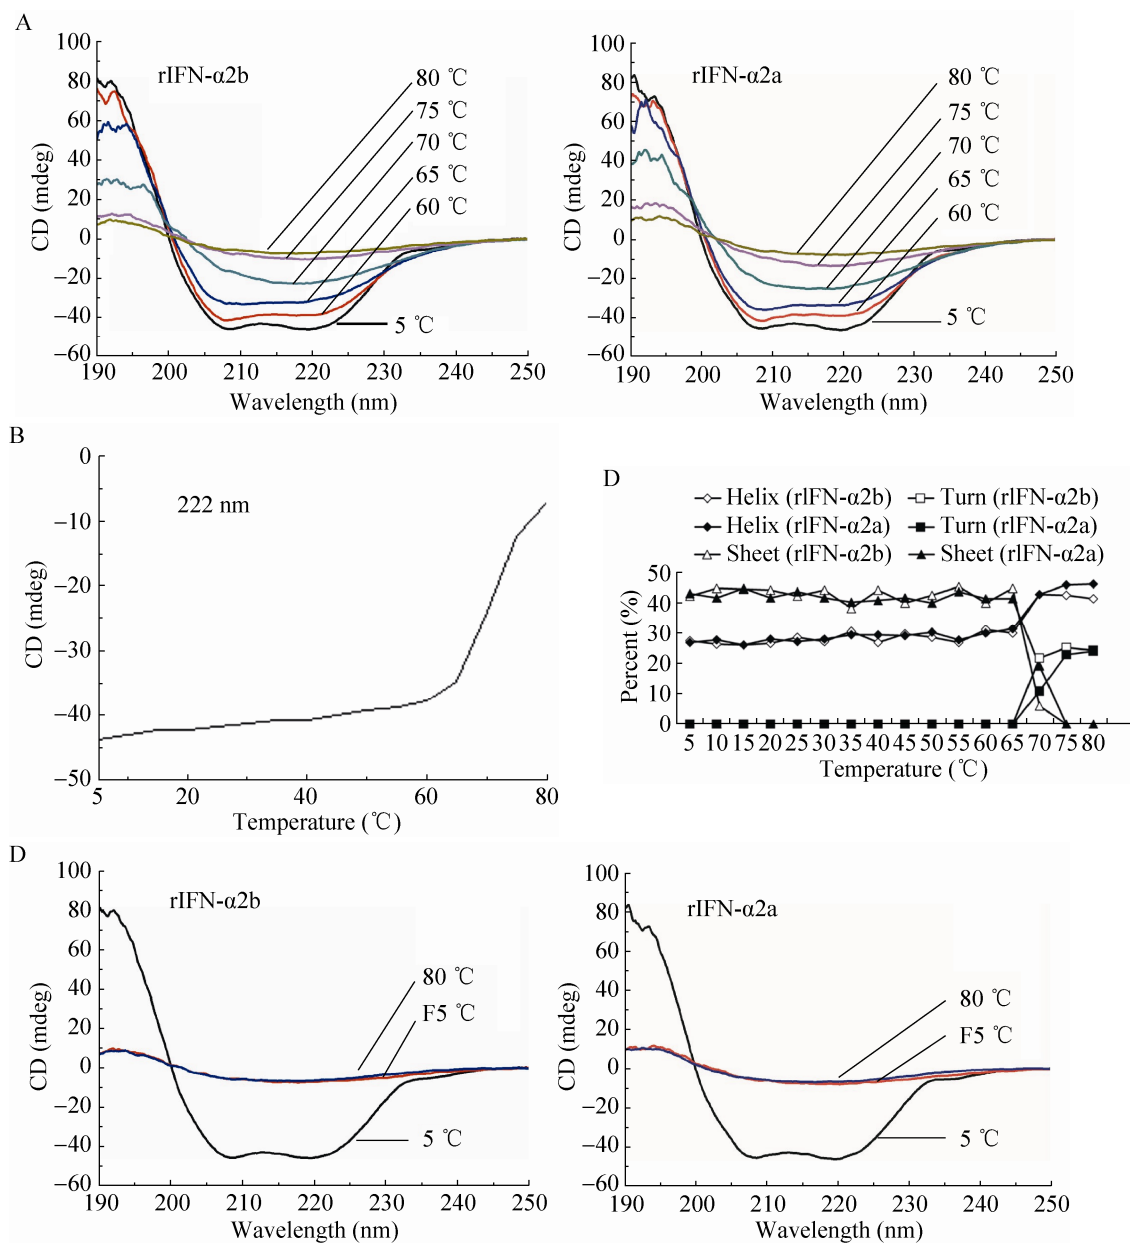 A
rIFN-α2b
CD (mdeg)
100
80
60
40
20
0
−20
−40
−60
80 ℃
75 ℃
70 ℃
65 ℃
60 ℃
5 ℃
190 200 210 220 230 240 250
Wavelength (nm)
rIFN-α2a
CD (mdeg)
100
80
60
40
20
0
−20
−40
−60
80 ℃
75 ℃
70 ℃
65 ℃
60 ℃
5 ℃
190 200 210 220 230 240 250
Wavelength (nm)
B
222 nm
CD (mdeg)
0
−10
−20
−30
−40
−50
5 20 40 60 80
Temperature (℃)
D
Helix (rIFN-α2b) Turn (rIFN-α2b)
Helix (rIFN-α2a) Turn (rIFN-α2a)
Sheet (rIFN-α2b) Sheet (rIFN-α2a)
Percent (%)
50
40
30
20
10
0
5 10 15 20 25 30 35 40 45 50 55 60 65 70 75 80
Temperature (℃)
D
rIFN-α2b
CD (mdeg)
100
80
60
40
20
0
−20
−40
−60
80 ℃
F5 ℃
5 ℃
190 200 210 220 230 240 250
Wavelength (nm)
rIFN-α2a
CD (mdeg)
100
80
60
40
20
0
−20
−40
−60
80 ℃
F5 ℃
5 ℃
190 200 210 220 230 240 250
Wavelength (nm)